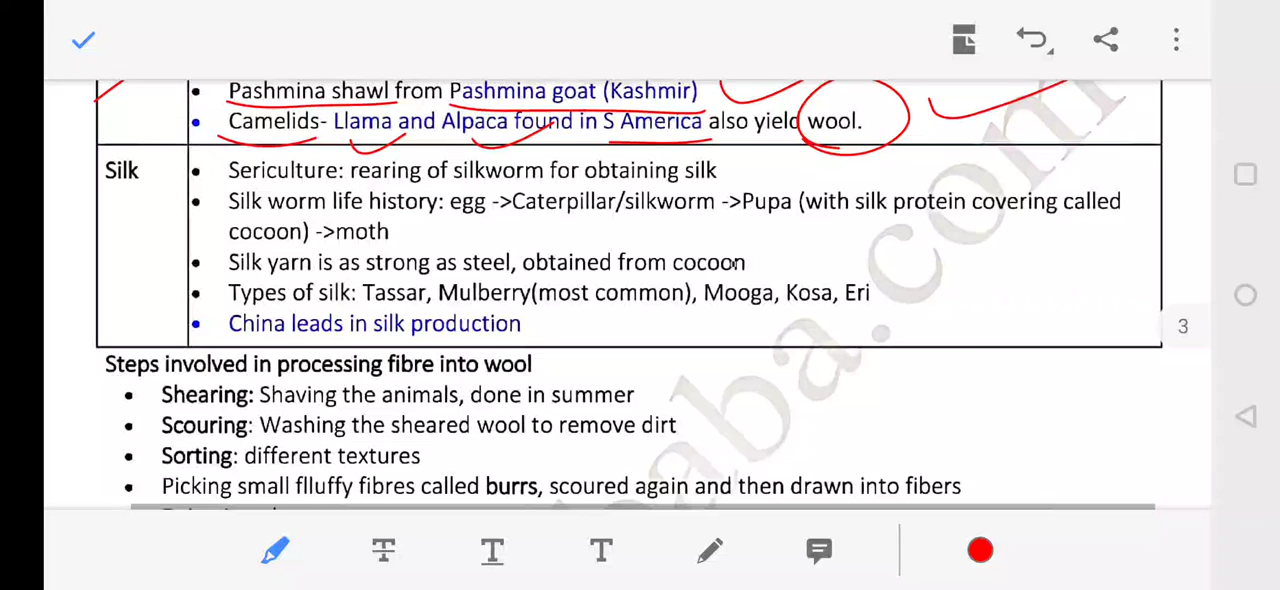 • Pashmina shawl from Pashmina goat (Kashmir)
• Camelids- Llama and Alpaca found in S America also yield wool.
Silk
• Sericulture: rearing of silkworm for obtaining silk
• Silk worm life history: egg ->Caterpillar/silkworm ->Pupa (with silk protein covering called
cocoon) ->moth
• Silk yarn is as strong as steel, obtained from cocoon
• Types of silk: Tassar, Mulberry(most common), Mooga, Kosa, Eri
• China leads in silk production
3
Steps involved in processing fibre into wool
• Shearing: Shaving the animals, done in summer
• Scouring: Washing the sheared wool to remove dirt
• Sorting: different textures
• Picking small flluffy fibres called burrs, scoured again and then drawn into fibers